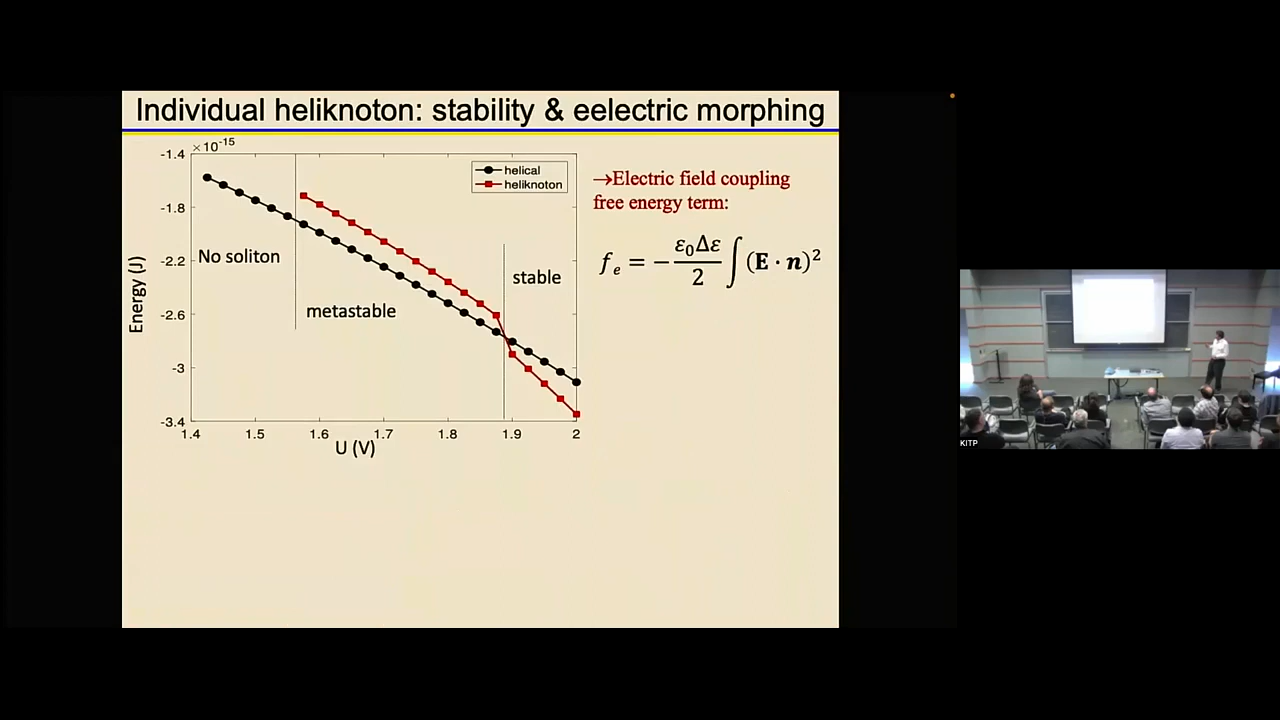 Individual heliknoton: stability & eelectric morphing
×10⁻¹⁵
-1.4
-1.8
-2.2
-2.6
-3
-3.4
Energy (J)
helical
heliknoton
No soliton
metastable
stable
1.4 1.5 1.6 1.7 1.8 1.9 2
U (V)
→Electric field coupling
free energy term:
fₑ = − ε₀Δε/2 ∫(E · n)²
KITP